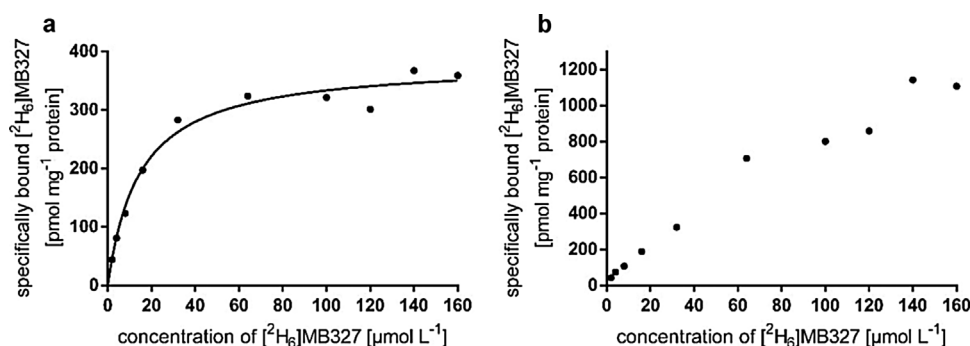 a
specifically bound [²H₆]MB327
[pmol mg⁻¹ protein]
400
300
200
100
0
0 20 40 60 80 100 120 140 160
concentration of [²H₆]MB327 [µmol L⁻¹]
b
specifically bound [²H₆]MB327
[pmol mg⁻¹ protein]
1200
1000
800
600
400
200
0
0 20 40 60 80 100 120 140 160
concentration of [²H₆]MB327 [µmol L⁻¹]